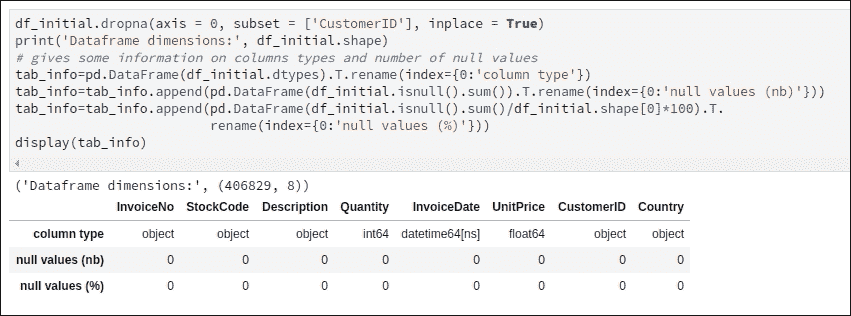 df_initial.dropna(axis = 0, subset = ['CustomerID'], inplace = True)
print('Dataframe dimensions:', df_initial.shape)
# gives some information on columns types and number of null values
tab_info=pd.DataFrame(df_initial.dtypes).T.rename(index={0:'column type'})
tab_info=tab_info.append(pd.DataFrame(df_initial.isnull().sum()).T.rename(index={0:'null values (nb)'}))
tab_info=tab_info.append(pd.DataFrame(df_initial.isnull().sum()/df_initial.shape[0]*100).T.
rename(index={0:'null values (%)'}))
display(tab_info)
('Dataframe dimensions:', (406829, 8))
InvoiceNo StockCode Description Quantity InvoiceDate UnitPrice CustomerID Country
column type object object object int64 datetime64[ns] float64 object object
null values (nb) 0 0 0 0 0 0 0 0
null values (%) 0 0 0 0 0 0 0 0